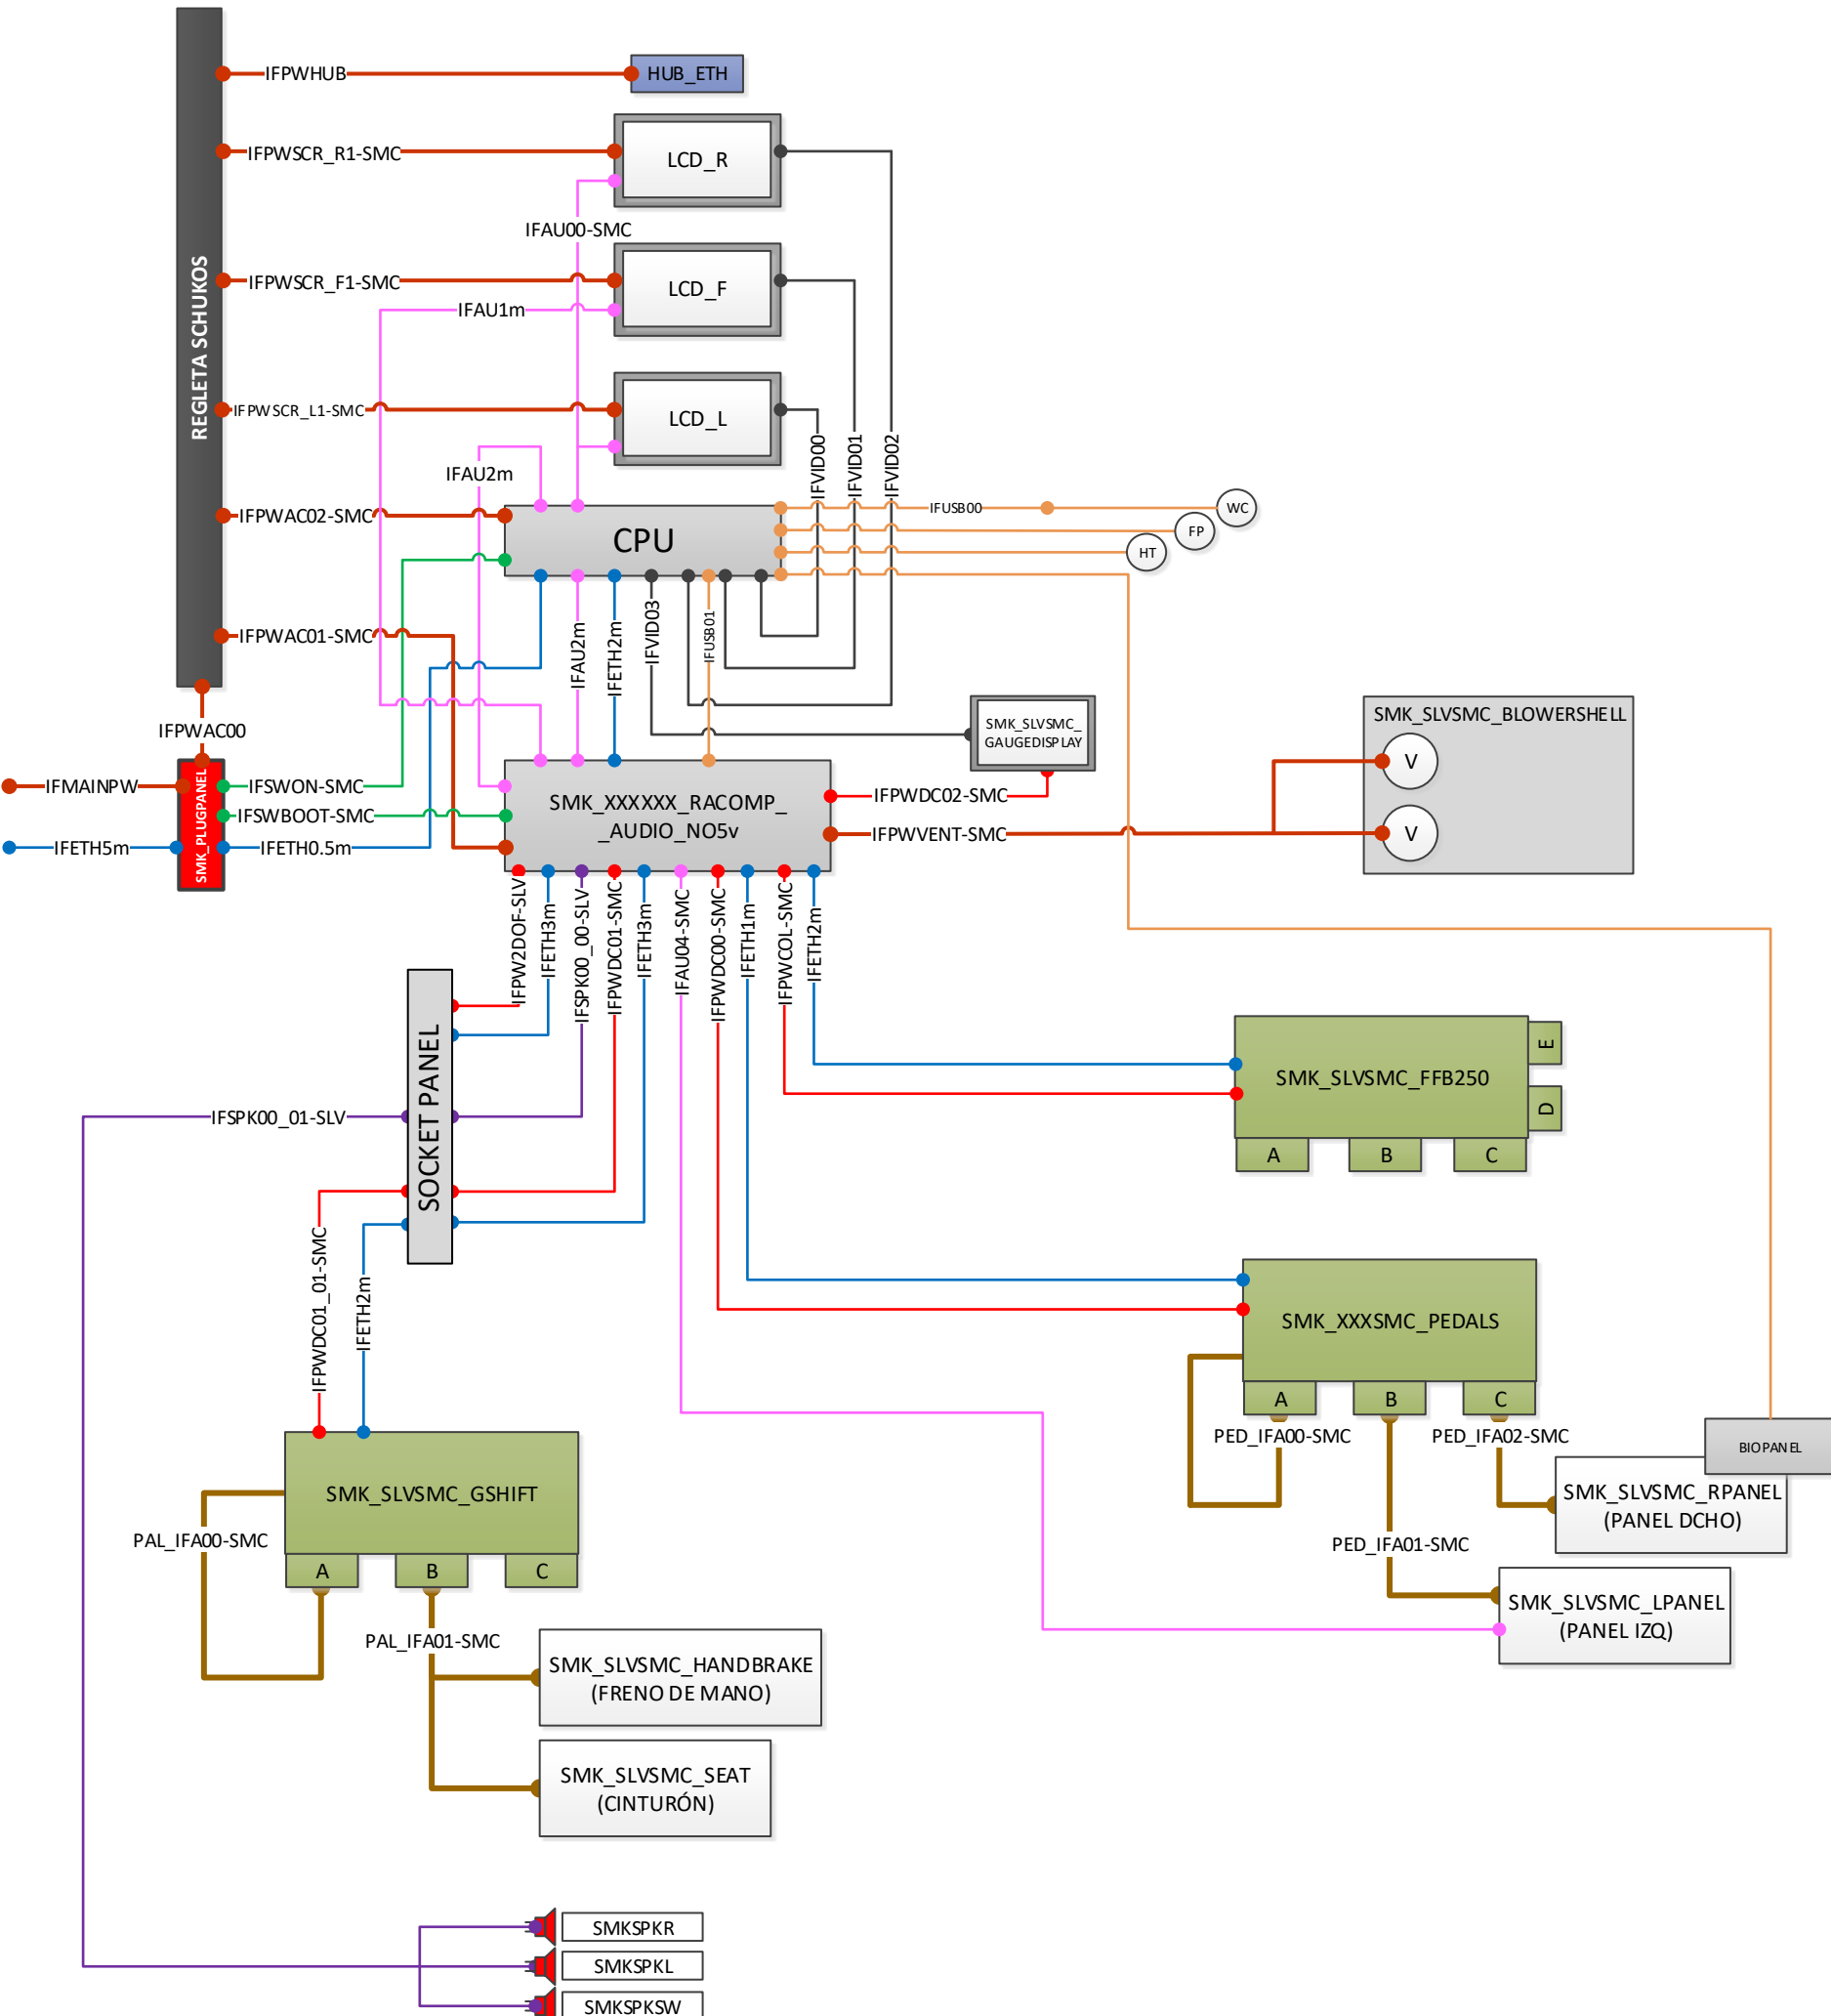 IFPWHUB
HUB_ETH
IFPWSCR_R1-SMC
LCD_R
IFAU00-SMC
REGLETA SCHUKOS
IFPWSCR_F1-SMC
LCD_F
IFAU1m
IFPWSCR_L1-SMC
LCD_L
IFVID00
IFVID01
IFVID02
IFAU2m
IFPWAC02-SMC
CPU
IFUSB00
WC
FP
HT
IFPWAC01-SMC
IFAU2m
IFETH2m
IFVID03
IFUSB01
IFPWAC00
SMK_SLVSMC_
GAUGEDISPLAY
SMK_SLVSMC_BLOWERSHELL
V
V
IFMAINPW
SMK_PLUGPANEL
IFSWON-SMC
IFSWBOOT-SMC
IFETH5m
IFETH0.5m
SMK_XXXXXX_RACOMP_
_AUDIO_NO5v
IFPWDC02-SMC
IFPWVENT-SMC
IFPW2DOF-SLV
IFETH3m
IFSPK00_00-SLV
IFPWDC01-SMC
IFETH3m
IFAU04-SMC
IFPWDC00-SMC
IFETH1m
IFPWCOL-SMC
IFETH2m
SOCKET PANEL
SMK_SLVSMC_FFB250
E
D
A
B
C
IFSPK00_01-SLV
IFPWDC01_01-SMC
IFETH2m
SMK_XXXSMC_PEDALS
A
B
C
PED_IFA00-SMC
PED_IFA02-SMC
BIOPANEL
SMK_SLVSMC_RPANEL
(PANEL DCHO)
PED_IFA01-SMC
SMK_SLVSMC_LPANEL
(PANEL IZQ)
SMK_SLVSMC_GSHIFT
PAL_IFA00-SMC
A
B
C
PAL_IFA01-SMC
SMK_SLVSMC_HANDBRAKE
(FRENO DE MANO)
SMK_SLVSMC_SEAT
(CINTURÓN)
SMKSPKR
SMKSPKL
SMKSPKSW